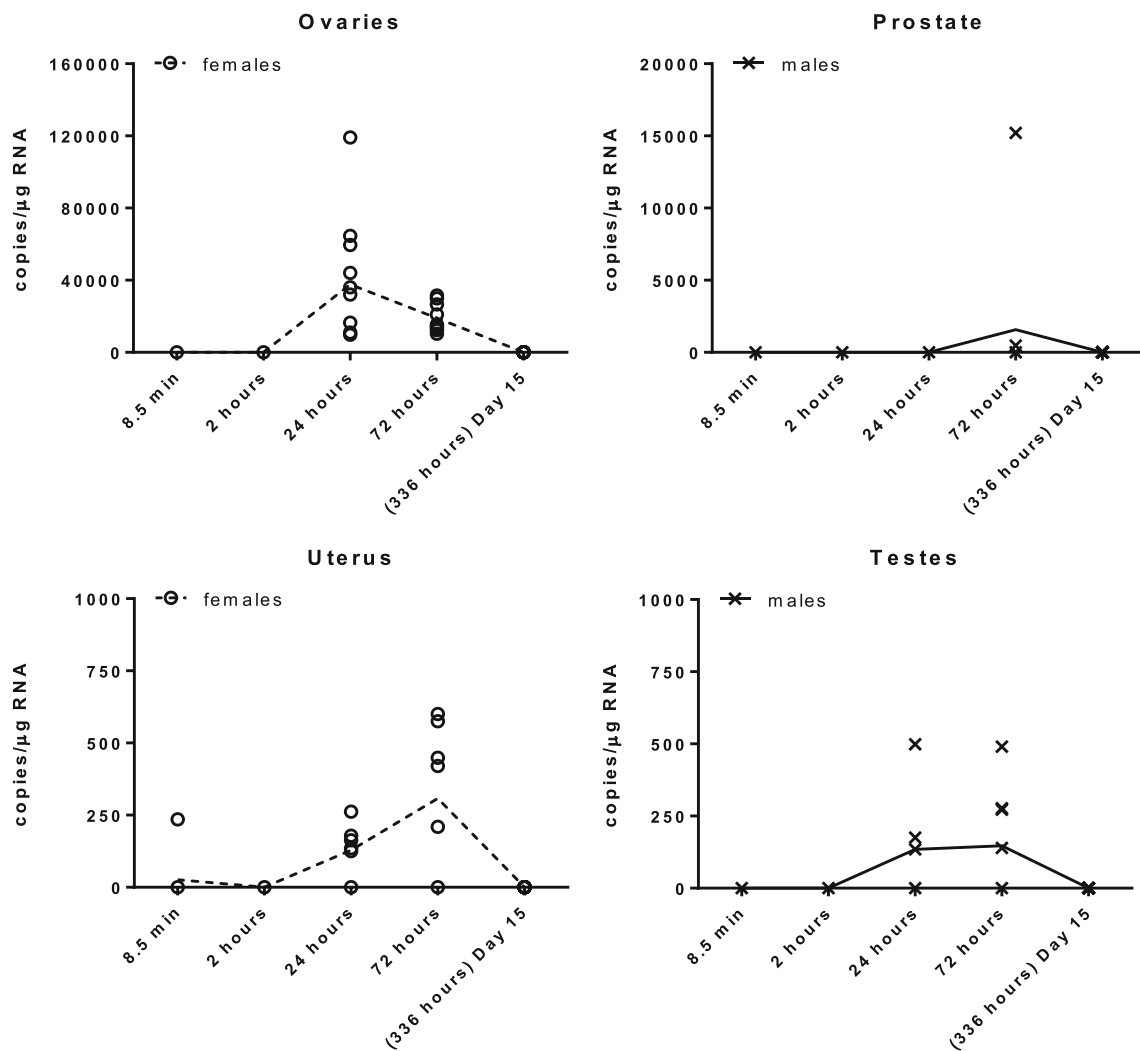 Ovaries
females
copies/µg RNA
160000
120000
80000
40000
0
8.5 min
2 hours
24 hours
72 hours
(336 hours) Day 15
Prostate
males
copies/µg RNA
20000
15000
10000
5000
0
8.5 min
2 hours
24 hours
72 hours
(336 hours) Day 15
Uterus
females
copies/µg RNA
1000
750
500
250
0
8.5 min
2 hours
24 hours
72 hours
(336 hours) Day 15
Testes
males
copies/µg RNA
1000
750
500
250
0
8.5 min
2 hours
24 hours
72 hours
(336 hours) Day 15